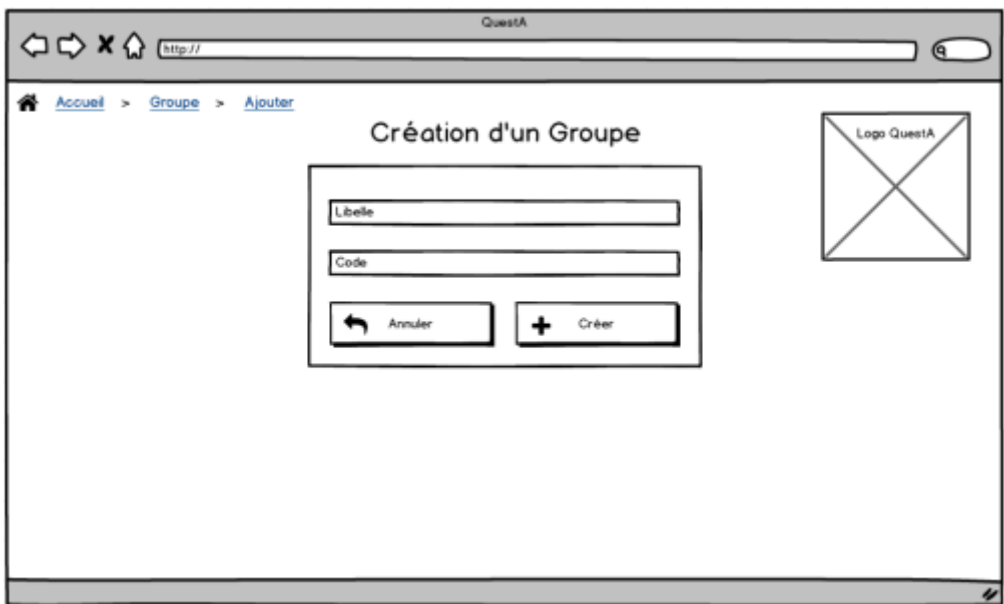 QuestA
http://
Accueil > Groupe > Ajouter
Création d'un Groupe
Logo QuestA
Libelle
Code
Annuler
Créer